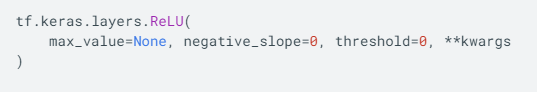 tf.keras.layers.ReLU(
    max_value=None, negative_slope=0, threshold=0, **kwargs
)